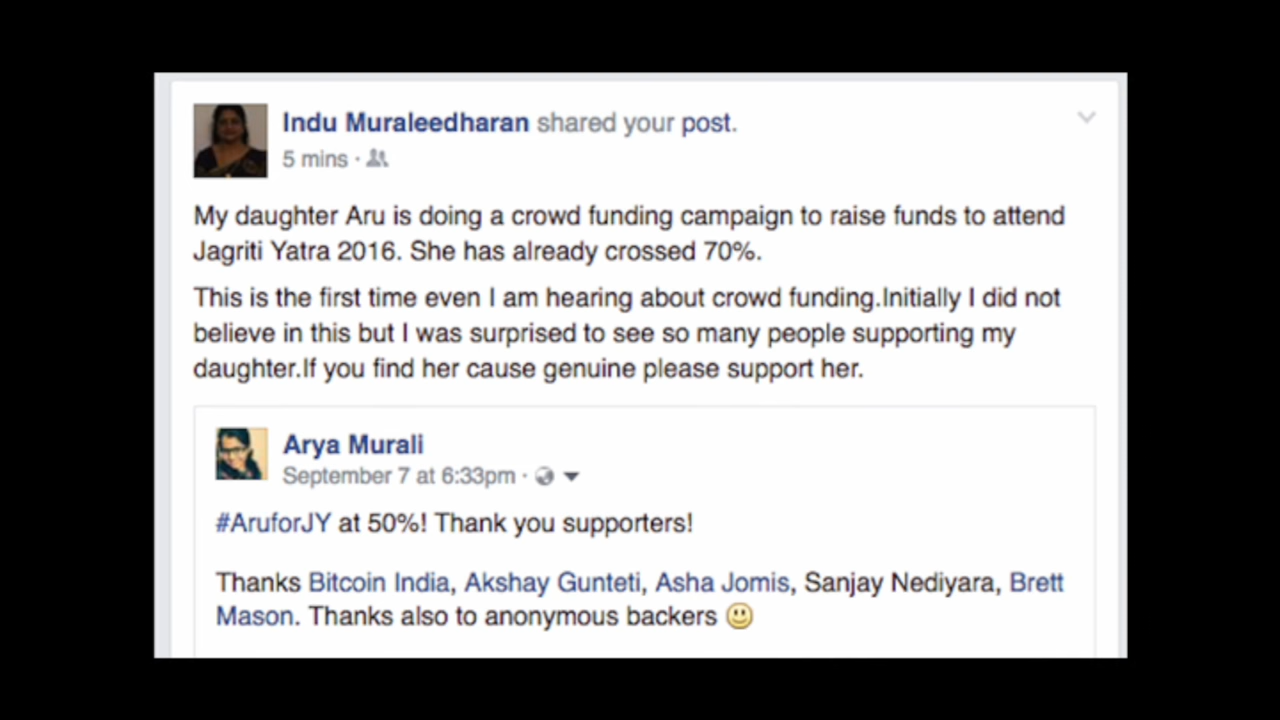 Indu Muraleedharan shared your post.
5 mins ·
My daughter Aru is doing a crowd funding campaign to raise funds to attend
Jagriti Yatra 2016. She has already crossed 70%.
This is the first time even I am hearing about crowd funding.Initially I did not
believe in this but I was surprised to see so many people supporting my
daughter.If you find her cause genuine please support her.
Arya Murali
September 7 at 6:33pm ·
#AruforJY at 50%! Thank you supporters!
Thanks Bitcoin India, Akshay Gunteti, Asha Jomis, Sanjay Nediyara, Brett
Mason. Thanks also to anonymous backers 🙂